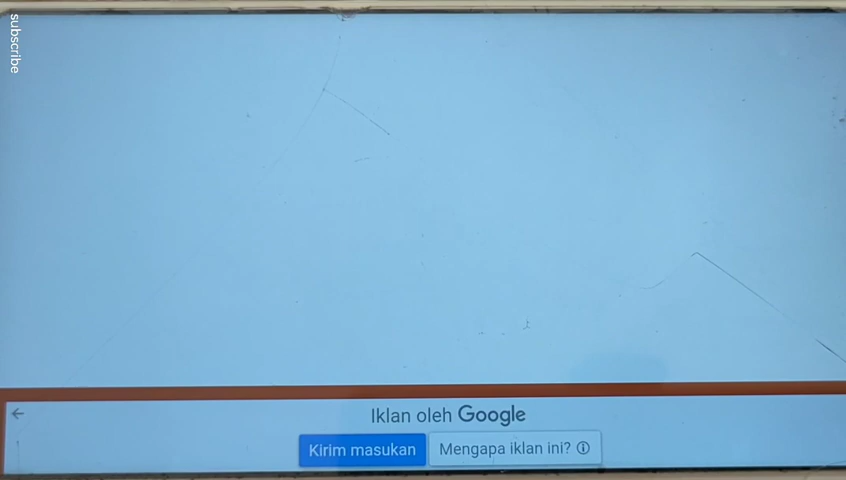 subscribe
Iklan oleh Google
Kirim masukan
Mengapa iklan ini?